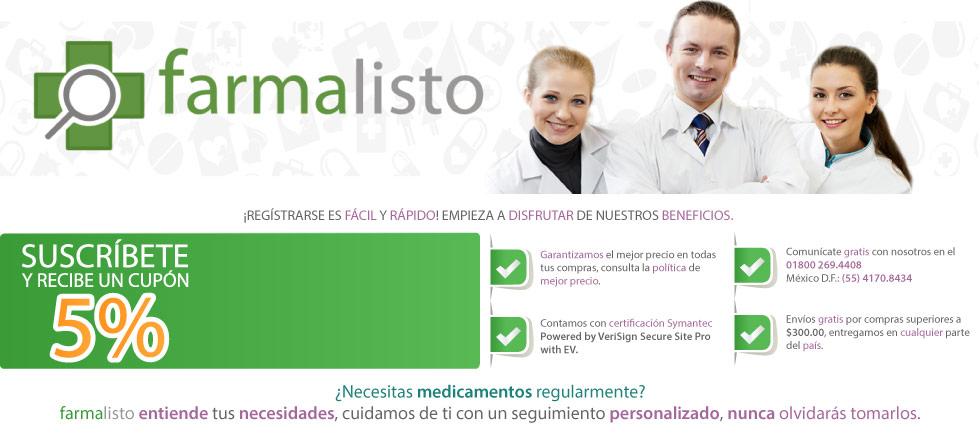 farmalisto
¡REGÍSTRARSE ES FÁCIL Y RÁPIDO! EMPIEZA A DISFRUTAR DE NUESTROS BENEFICIOS.
SUSCRÍBETE
Y RECIBE UN CUPÓN
5%
Garantizamos el mejor precio en todas
tus compras, consulta la política de
mejor precio.
Contamos con certificación Symantec
Powered by VeriSign Secure Site Pro
with EV.
Comunícate gratis con nosotros en el
01800 269.4408
México D.F.: (55) 4170.8434
Envíos gratis por compras superiores a
$300.00, entregamos en cualquier parte
del país.
¿Necesitas medicamentos regularmente?
farmalisto entiende tus necesidades, cuidamos de ti con un seguimiento personalizado, nunca olvidarás tomarlos.